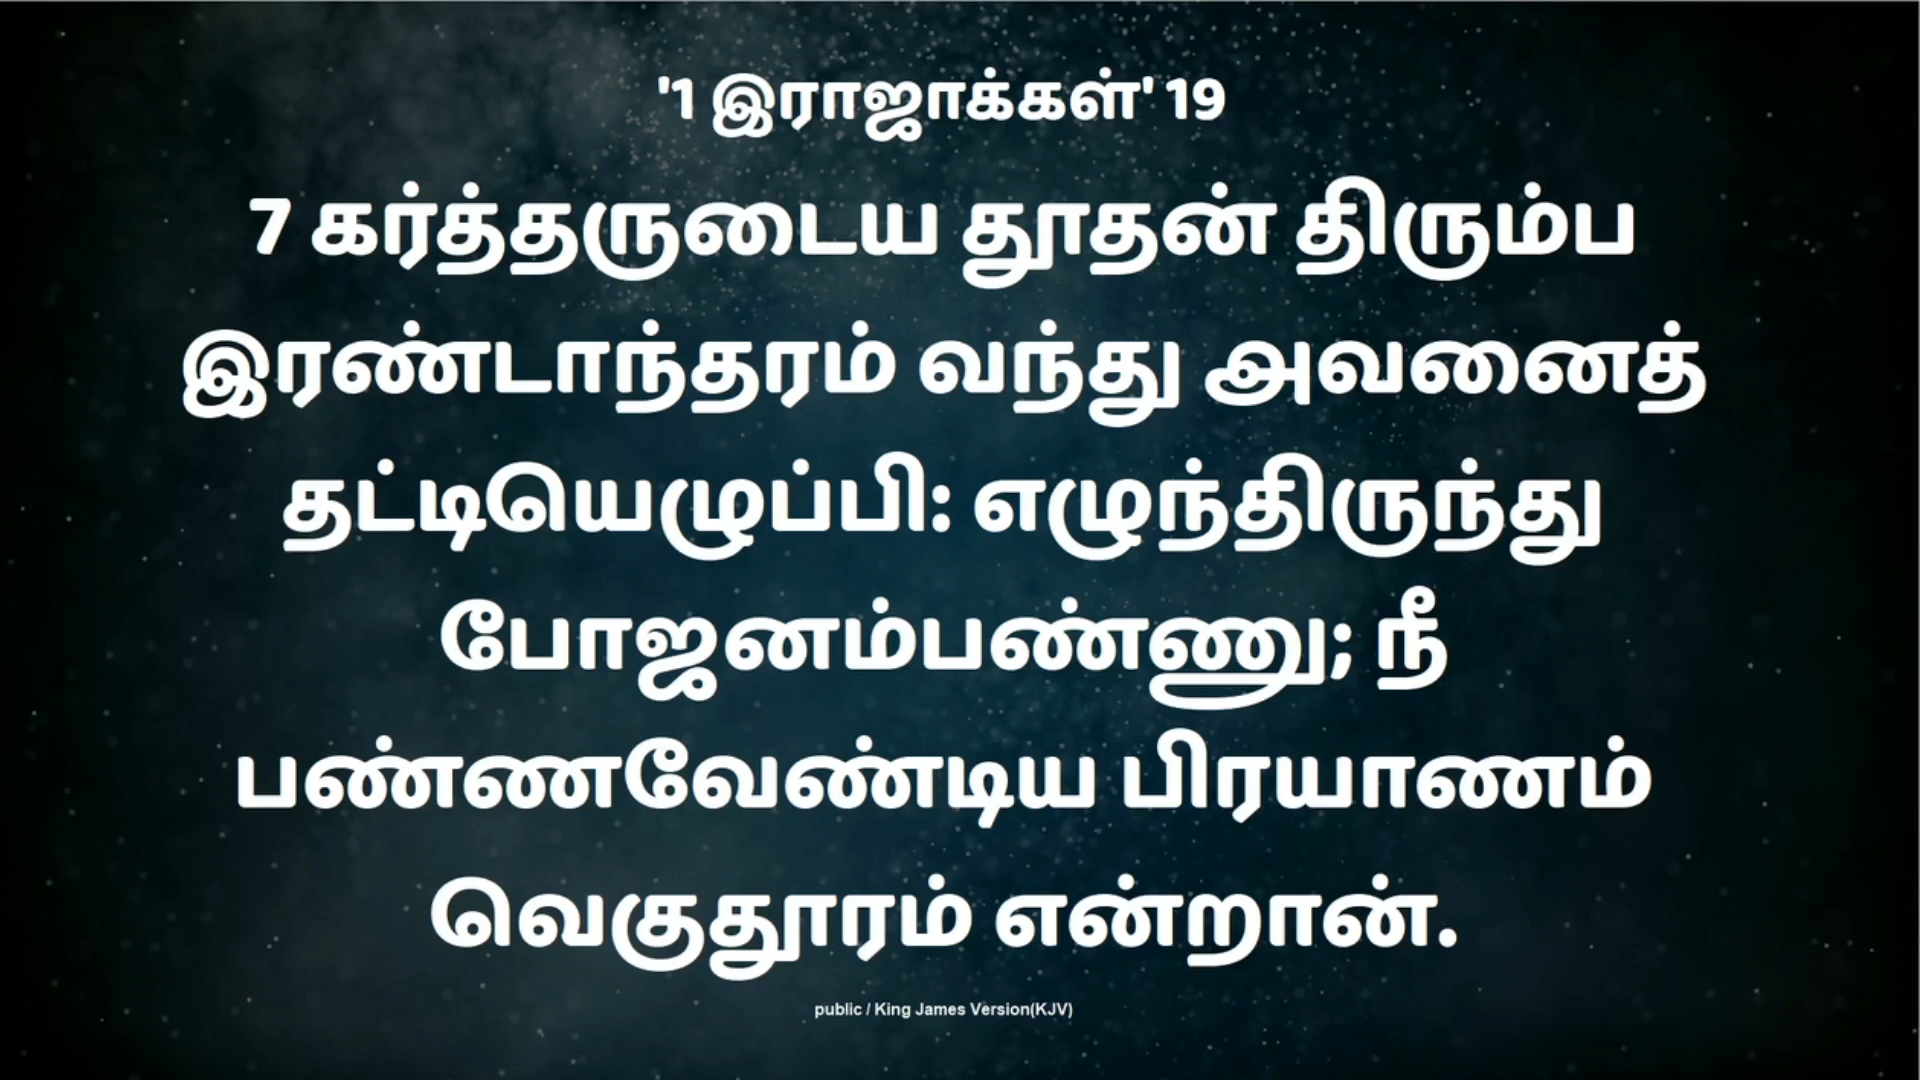 '1 இராஜாக்கள்' 19
7 கர்த்தருடைய தூதன் திரும்ப
இரண்டாந்தரம் வந்து அவனைத்
தட்டியெழுப்பி: எழுந்திருந்து
போஜனம்பண்ணு; நீ
பண்ணவேண்டிய பிரயாணம்
வெகுதூரம் என்றான்.
public / King James Version(KJV)